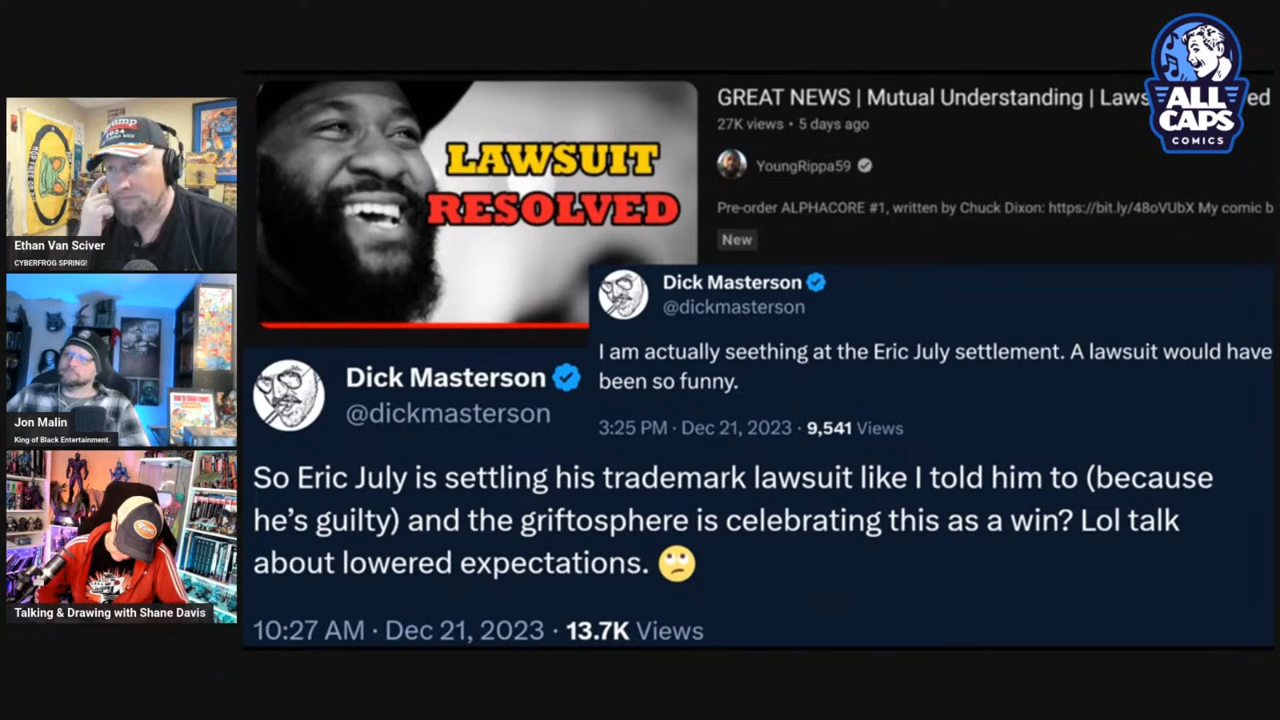 ALL
CAPS
COMICS
Ethan Van Sciver
CYBERFROG SPRING!
Jon Malin
King of Black Entertainment.
Talking & Drawing with Shane Davis
LAWSUIT
RESOLVED
GREAT NEWS | Mutual Understanding | Laws ed
27K views • 5 days ago
YoungRippa59
Pre-order ALPHACORE #1, written by Chuck Dixon: https://bit.ly/48oVUbX My comic b
New
Dick Masterson
@dickmasterson
I am actually seething at the Eric July settlement. A lawsuit would have
been so funny.
3:25 PM · Dec 21, 2023 · 9,541 Views
Dick Masterson
@dickmasterson
So Eric July is settling his trademark lawsuit like I told him to (because
he’s guilty) and the griftosphere is celebrating this as a win? Lol talk
about lowered expectations. 🙄
10:27 AM · Dec 21, 2023 · 13.7K Views